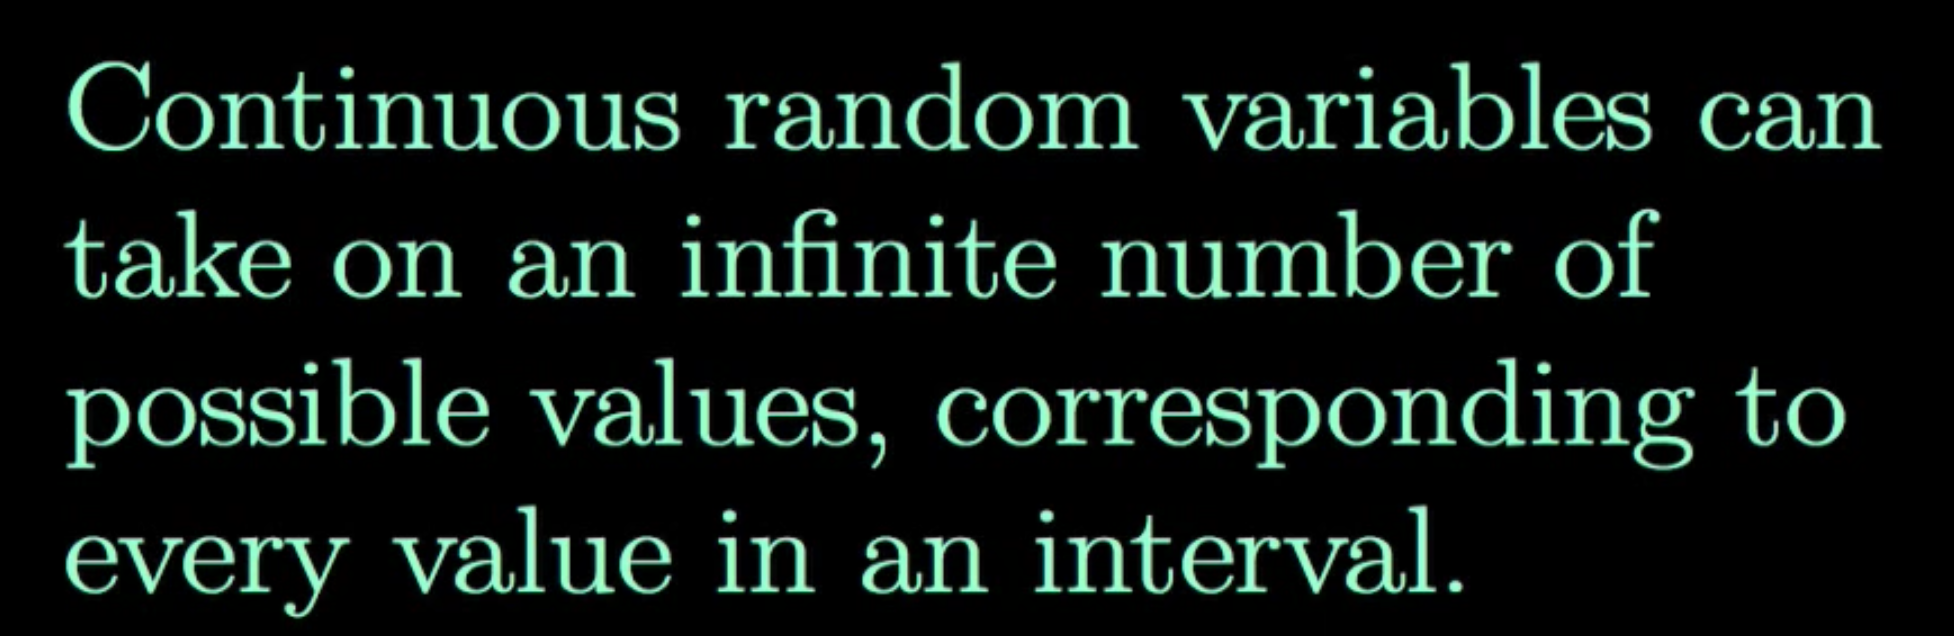 Continuous random variables can
take on an infinite number of
possible values, corresponding to
every value in an interval.